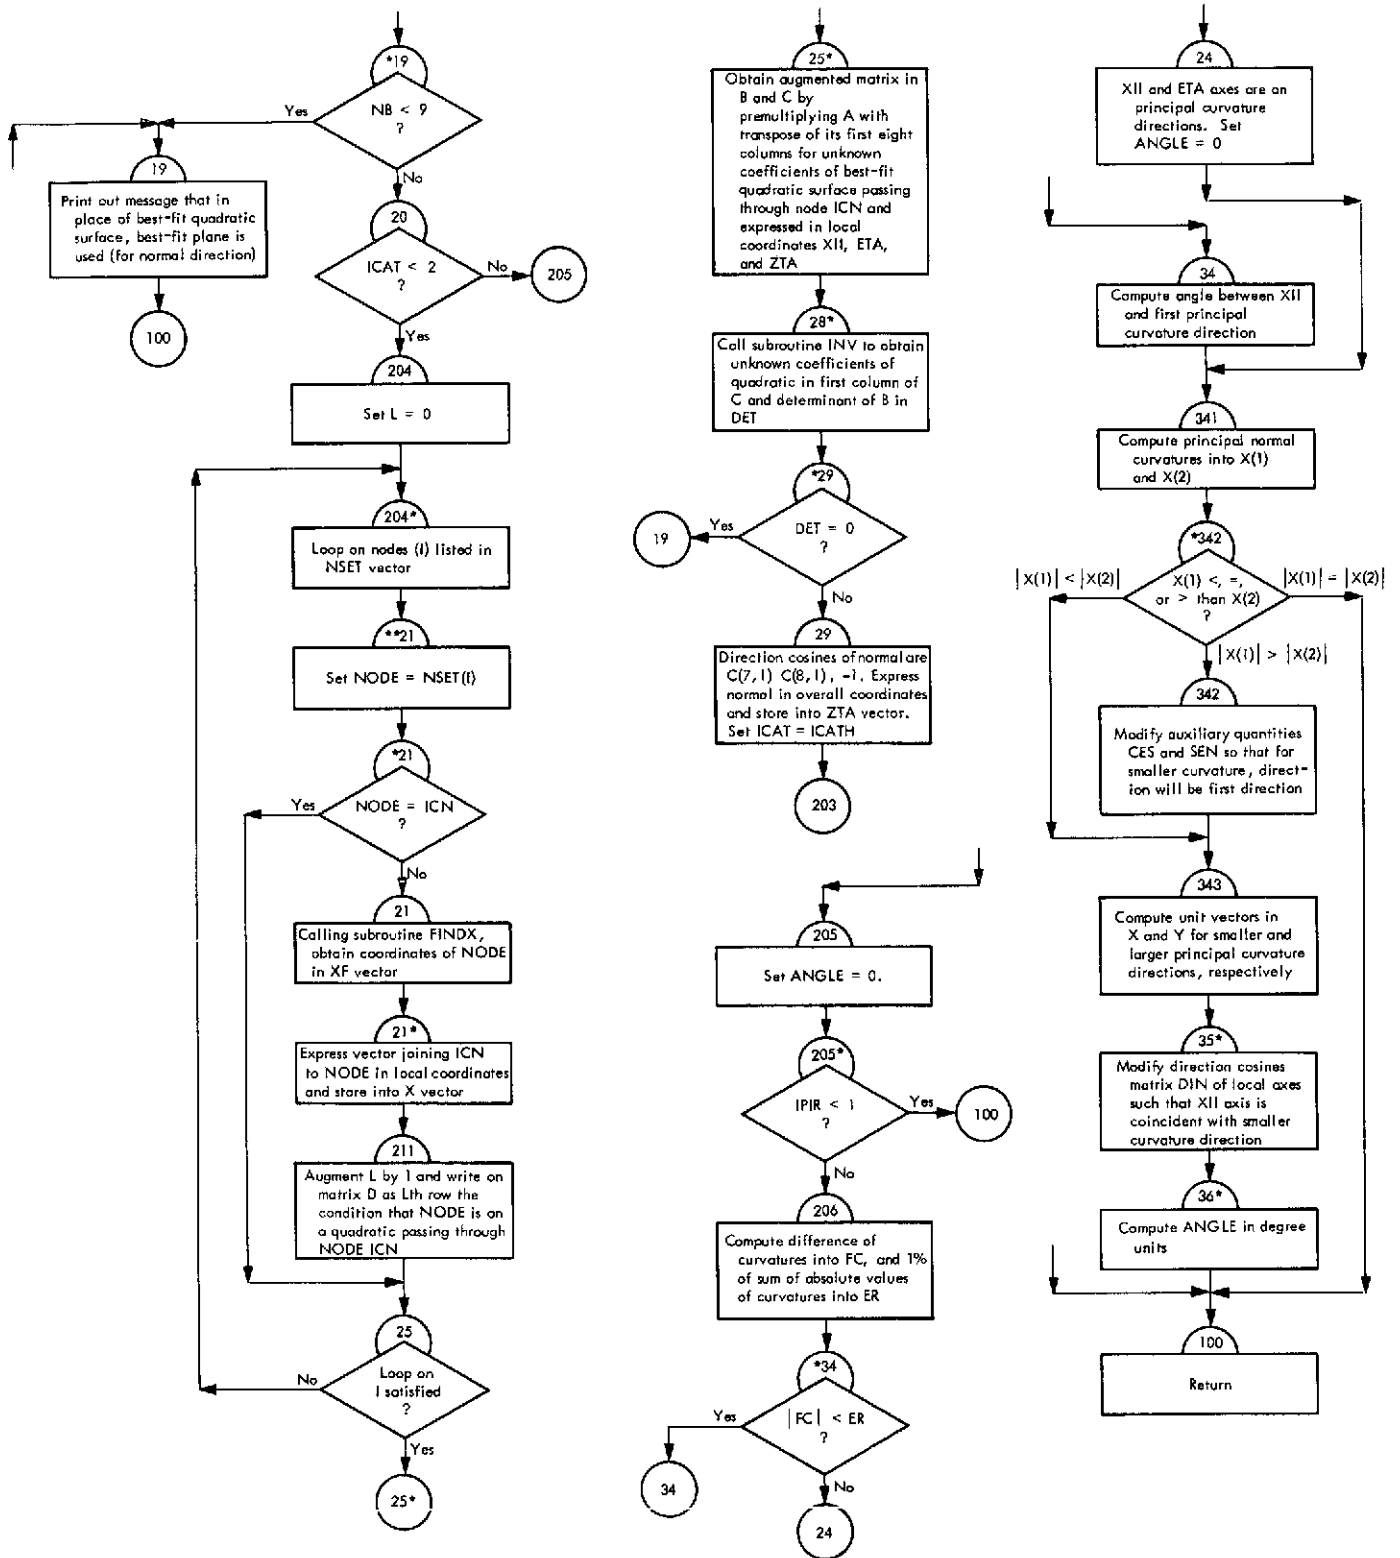 *19
NB < 9
?
Yes
No
19
Print out message that in
place of best-fit quadratic
surface, best-fit plane is
used (for normal direction)
100
20
ICAT < 2
?
No
205
Yes
204
Set L = 0
204*
Loop on nodes (I) listed in
NSET vector
**21
Set NODE = NSET(I)
*21
NODE = ICN
?
Yes
No
21
Calling subroutine FINDX,
obtain coordinates of NODE
in XF vector
21*
Express vector joining ICN
to NODE in local coordinates
and store into X vector
211
Augment L by 1 and write on
matrix D as Lth row the
condition that NODE is on
a quadratic passing through
NODE ICN
25
Loop on
I satisfied
?
No
Yes
25*
25*
Obtain augmented matrix in
B and C by
premultiplying A with
transpose of its first eight
columns for unknown
coefficients of best-fit
quadratic surface passing
through node ICN and
expressed in local
coordinates XII, ETA,
and ZTA
28*
Call subroutine INV to obtain
unknown coefficients of
quadratic in first column of
C and determinant of B in
DET
*29
DET = 0
?
Yes
19
No
29
Direction cosines of normal are
C(7,1) C(8,1), -1. Express
normal in overall coordinates
and store into ZTA vector.
Set ICAT = ICATH
203
205
Set ANGLE = 0.
205*
IPIR < 1
?
Yes
100
No
206
Compute difference of
curvatures into FC, and 1%
of sum of absolute values
of curvatures into ER
*34
|FC| < ER
?
Yes
34
No
24
24
XII and ETA axes are on
principal curvature
directions. Set
ANGLE = 0
34
Compute angle between XII
and first principal
curvature direction
341
Compute principal normal
curvatures into X(1)
and X(2)
*342
X(1) <, =,
or > than X(2)
?
|X(1)| < |X(2)|
|X(1)| = |X(2)|
|X(1)| > |X(2)|
342
Modify auxiliary quantities
CES and SEN so that for
smaller curvature, direct-
ion will be first direction
343
Compute unit vectors in
X and Y for smaller and
larger principal curvature
directions, respectively
35*
Modify direction cosines
matrix DIN of local axes
such that XII axis is
coincident with smaller
curvature direction
36*
Compute ANGLE in degree
units
100
Return